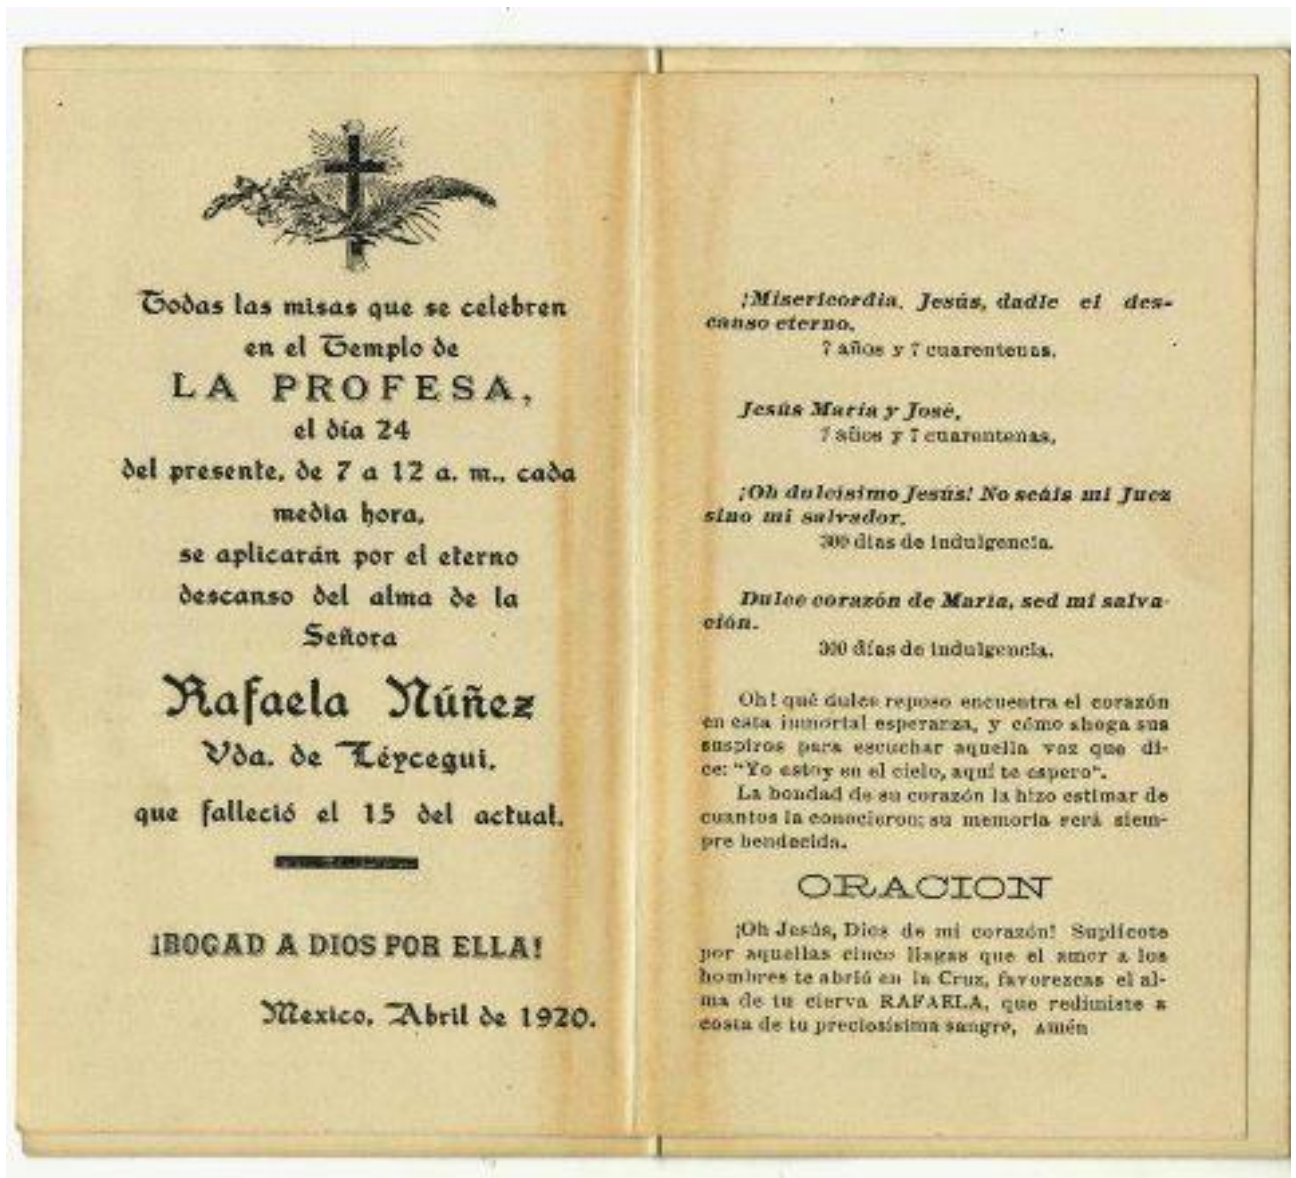 Todas las misas que se celebren
en el Templo de
LA PROFESA,
el día 24
del presente, de 7 a 12 a. m., cada
media hora,
se aplicarán por el eterno
descanso del alma de la
Señora
Rafaela Núñez
Vda. de Léycegui,
que falleció el 15 del actual.
¡ROGAD A DIOS POR ELLA!
Mexico, Abril de 1920.
¡Misericordia, Jesús, dadle el des-
canso eterno.
7 años y 7 cuarentenas.
Jesús María y José,
7 años y 7 cuarentenas,
¡Oh dulcísimo Jesús! No seáis mi Juez
sino mi salvador.
300 días de indulgencia.
Dulce corazón de María, sed mi salva-
ción.
300 días de indulgencia.
Oh! qué dulce reposo encuentra el corazón
en esta inmortal esperanza, y cómo ahoga sus
suspiros para escuchar aquella voz que di-
ce: "Yo estoy en el cielo, aquí te espero".
La bondad de su corazón la hizo estimar de
cuantos la conocieron; su memoria será siem-
pre bendecida.
ORACION
¡Oh Jesús, Dios de mi corazón! Suplícote
por aquellas cinco llagas que el amor a los
hombres te abrió en la Cruz, favorezcas el al-
ma de tu cierva RAFAELA, que redimiste a
costa de tu preciosísima sangre, Amén